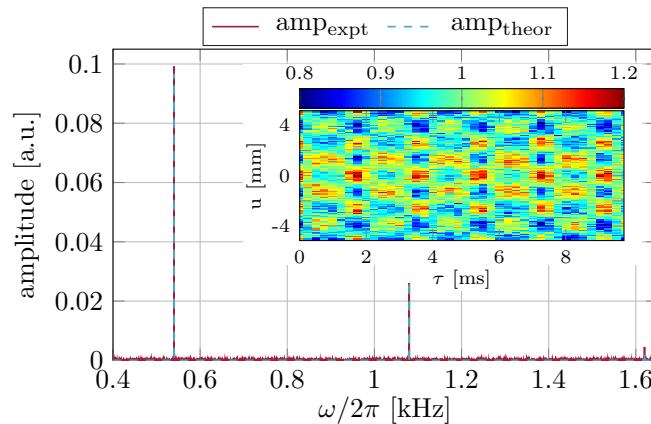 amp_expt amp_theor
0.8 0.9 1 1.1 1.2
0.1
0.08
0.06
0.04
0.02
0
amplitude [a.u.]
4
0
-4
u [mm]
0 2 4 6 8
τ [ms]
0.4 0.6 0.8 1 1.2 1.4 1.6
ω/2π [kHz]